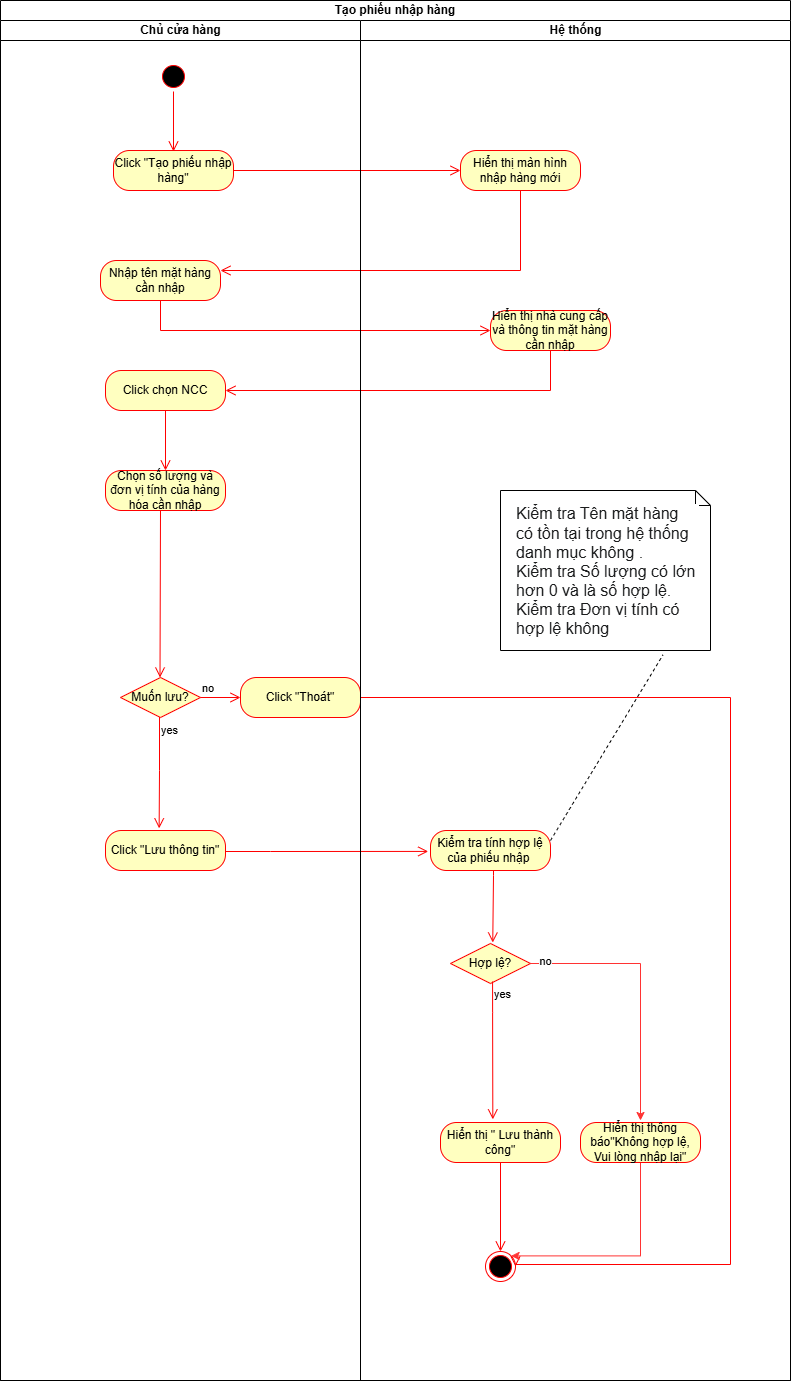 Tạo phiếu nhập hàng
Chủ cửa hàng
Hệ thống
Click "Tạo phiếu nhập
hàng"
Hiển thị màn hình
nhập hàng mới
Nhập tên mặt hàng
cần nhập
Hiển thị nhà cung cấp
và thông tin mặt hàng
cần nhập
Click chọn NCC
Chọn số lượng và
đơn vị tính của hàng
hóa cần nhập
Kiểm tra Tên mặt hàng
có tồn tại trong hệ thống
danh mục không .
Kiểm tra Số lượng có lớn
hơn 0 và là số hợp lệ.
Kiểm tra Đơn vị tính có
hợp lệ không
Muốn lưu?
no
Click "Thoát"
yes
Click "Lưu thông tin"
Kiểm tra tính hợp lệ
của phiếu nhập
Hợp lệ?
no
yes
Hiển thị " Lưu thành
công"
Hiển thị thông
báo"Không hợp lệ,
Vui lòng nhập lại"